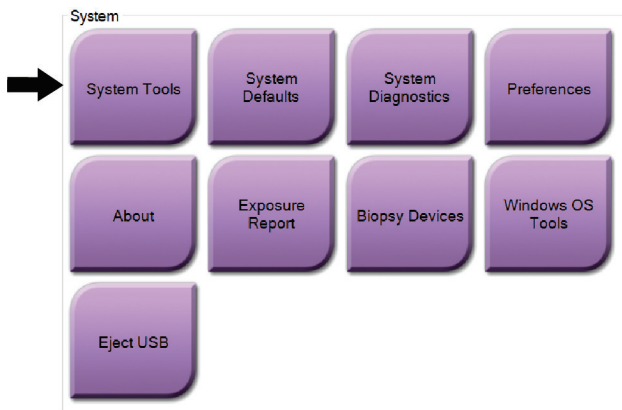 System
System Tools
System
Defaults
System
Diagnostics
Preferences
About
Exposure
Report
Biopsy Devices
Windows OS
Tools
Eject USB